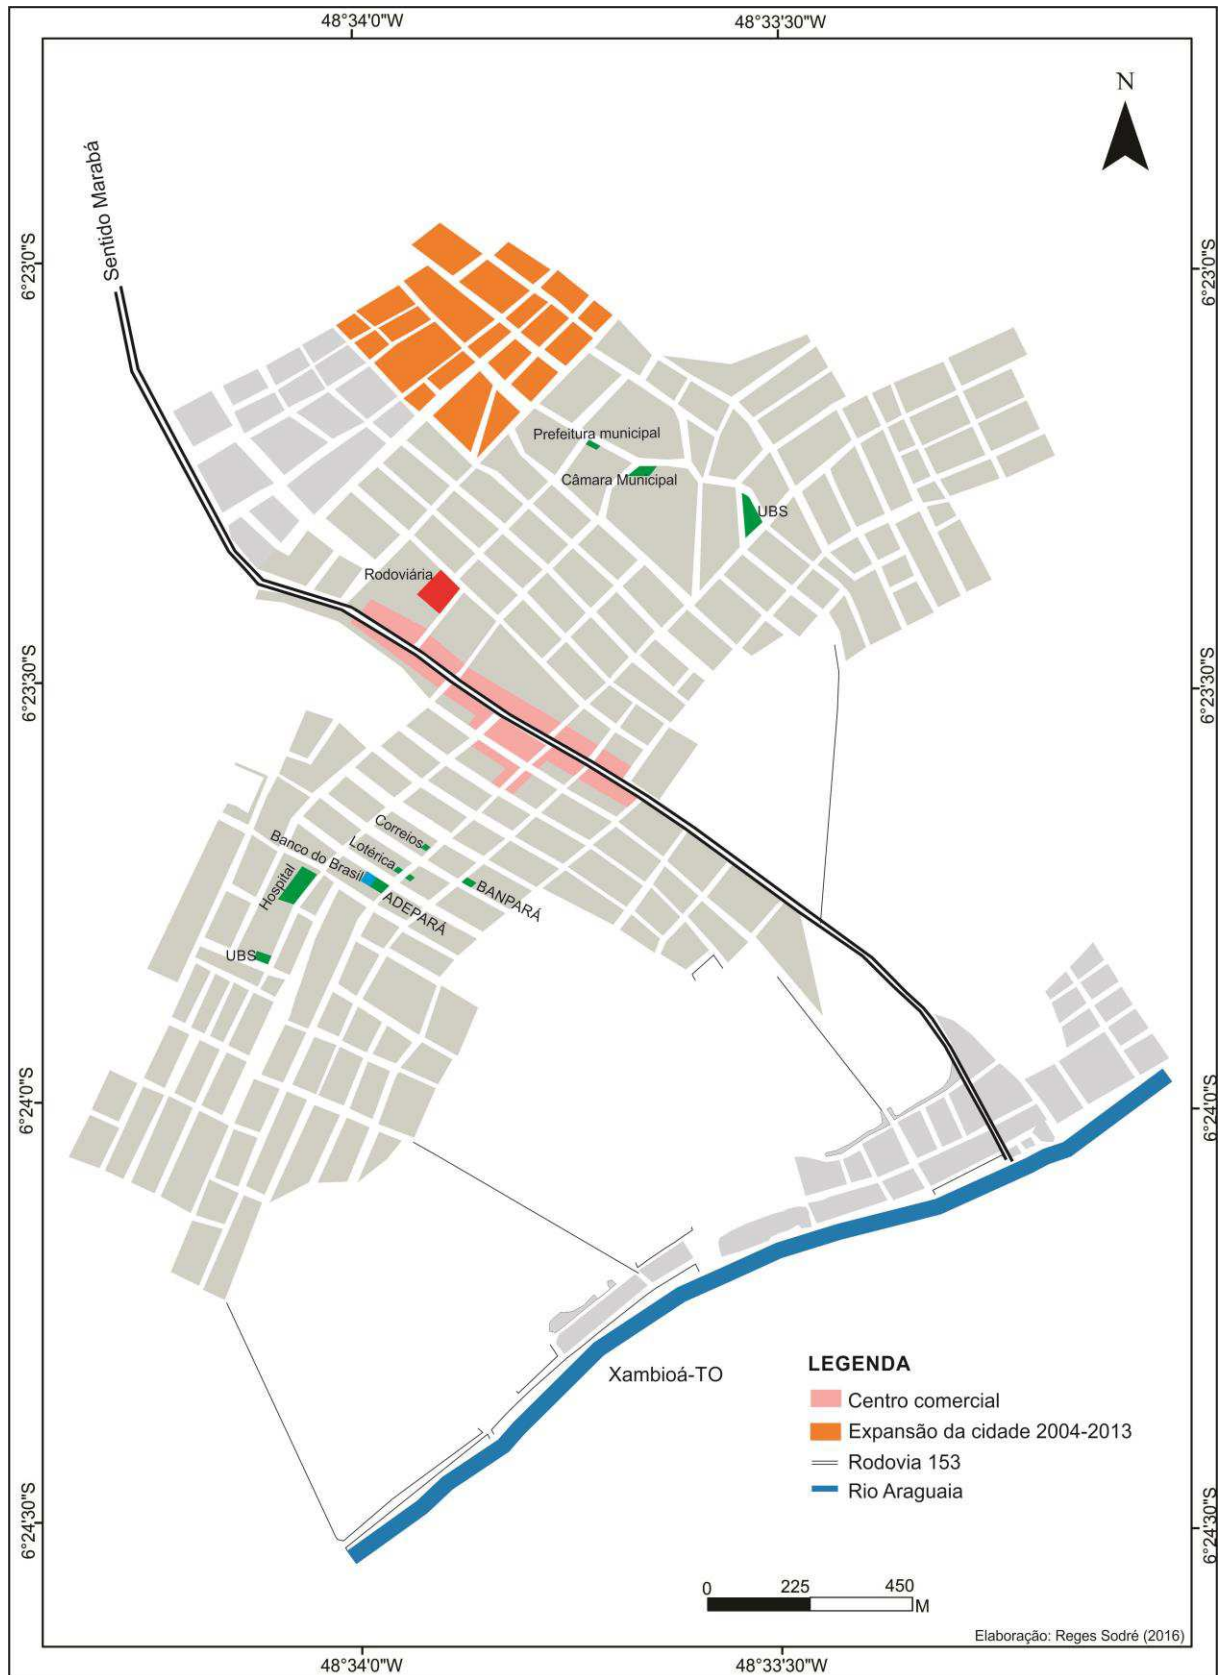 48°34'0"W
48°33'30"W
N
Sentido Marabá
6°23'0"S
6°23'0"S
Prefeitura municipal
Câmara Municipal
UBS
Rodoviária
6°23'30"S
6°23'30"S
Correios
Lotérica
Banco do Brasil
Hospital
BANPARÁ
ADEPARÁ
UBS
6°24'0"S
6°24'0"S
Xambioá-TO
LEGENDA
Centro comercial
Expansão da cidade 2004-2013
Rodovia 153
Rio Araguaia
6°24'30"S
6°24'30"S
0 225 450
M
Elaboração: Reges Sodré (2016)
48°34'0"W
48°33'30"W